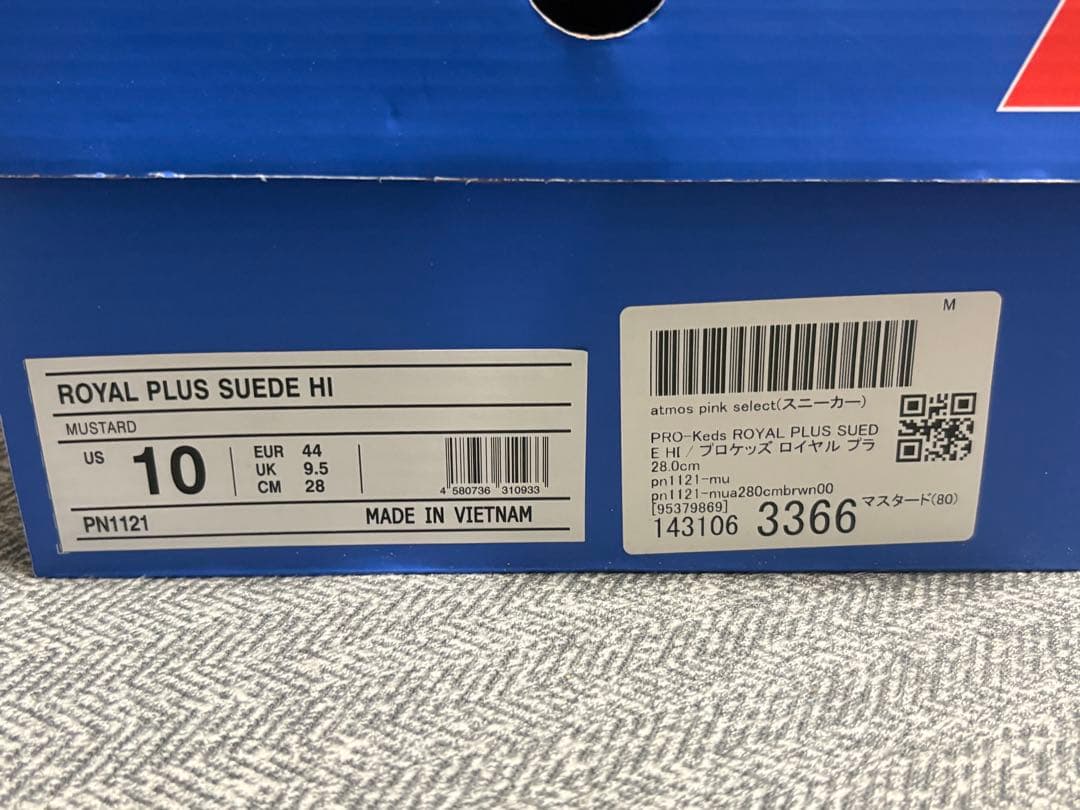 ROYAL PLUS SUEDE HI
MUSTARD
US 10
EUR 44
UK 9.5
CM 28
4 580736 310933
PN1121 MADE IN VIETNAM
M
atmos pink select(スニーカー)
PRO-Keds ROYAL PLUS SUED
E HI / プロケッズ ロイヤル プラ
28.0cm
pn1121-mu
pn1121-mua280cmbrwn00
[95379869] マスタード(80)
143106 3366